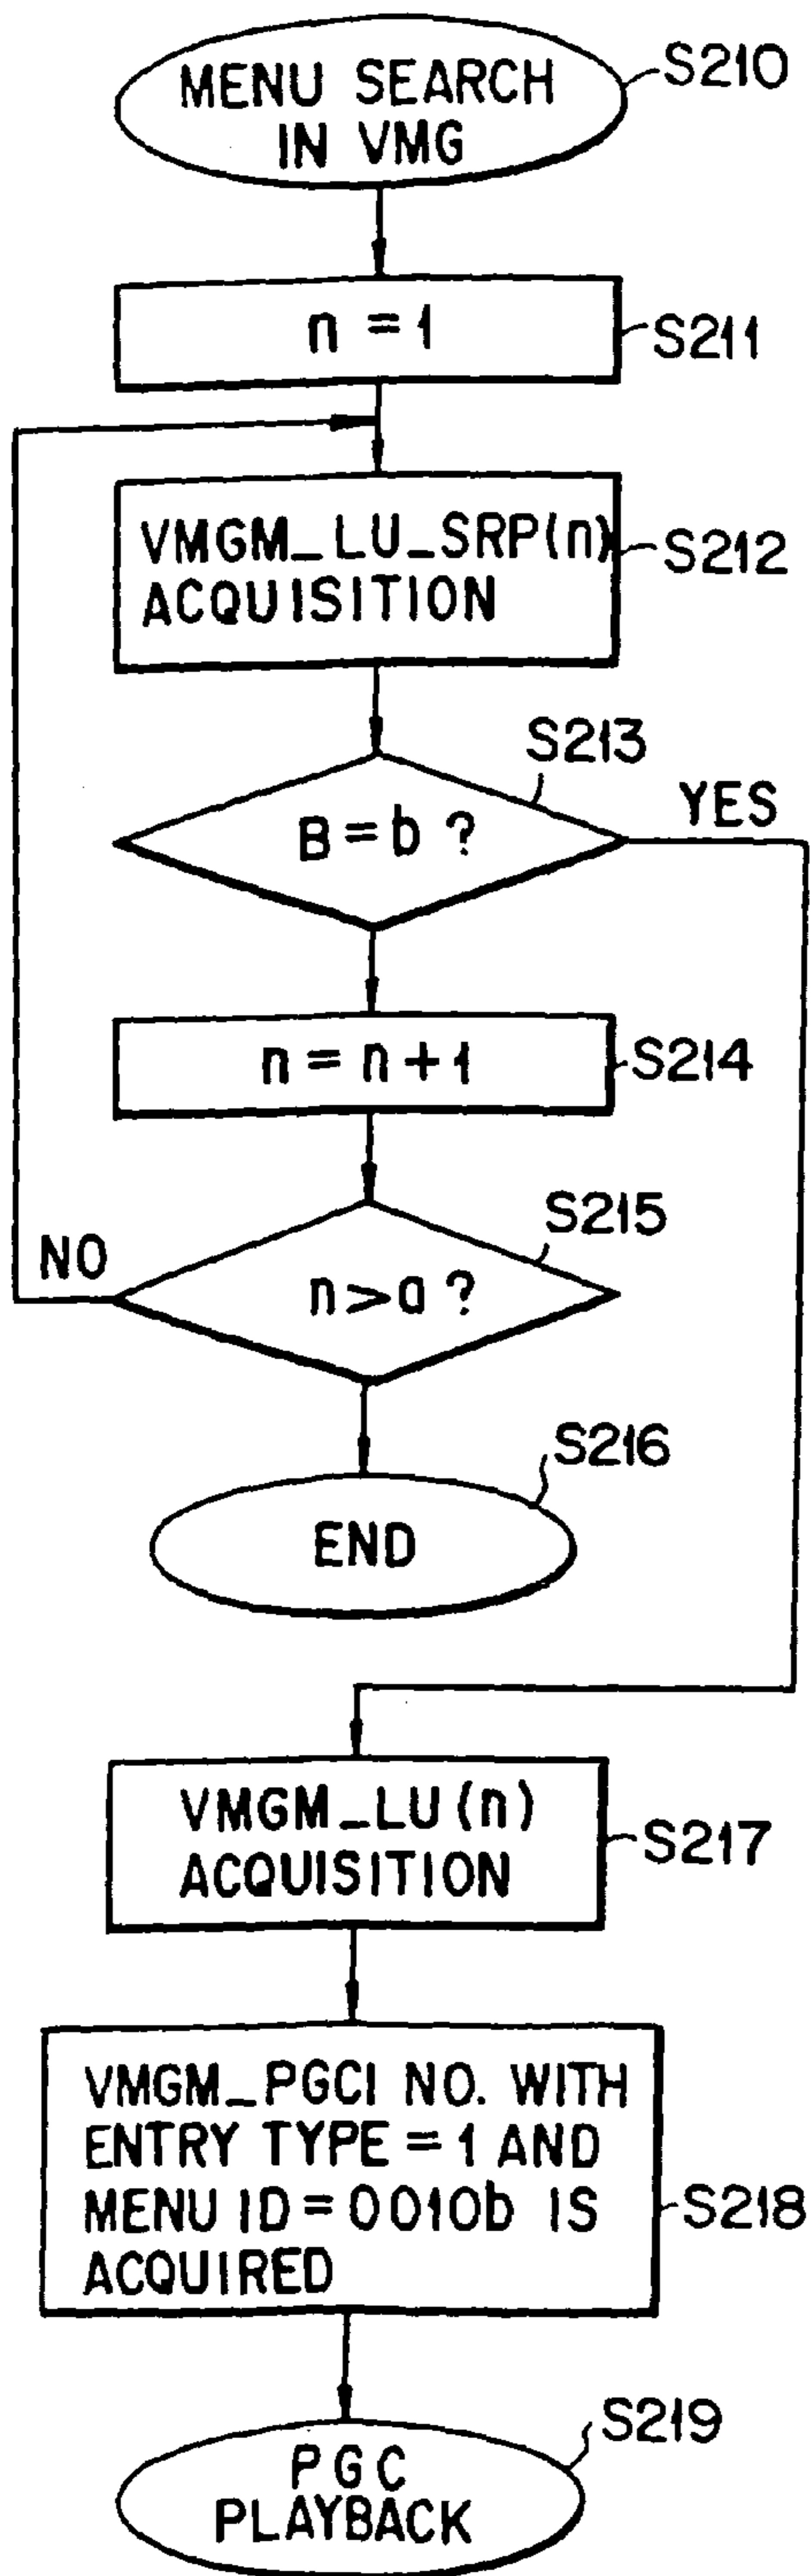 MENU SEARCH
IN VMG
S210
n = 1
S211
VMGM_LU_SRP(n)
ACQUISITION
S212
S213
B = b ?
YES
n = n + 1
S214
S215
NO
n > a ?
S216
END
VMGM_LU (n)
ACQUISITION
S217
VMGM_PGCI NO. WITH
ENTRY TYPE = 1 AND
MENU ID = 0010b IS
ACQUIRED
S218
S219
PGC
PLAYBACK